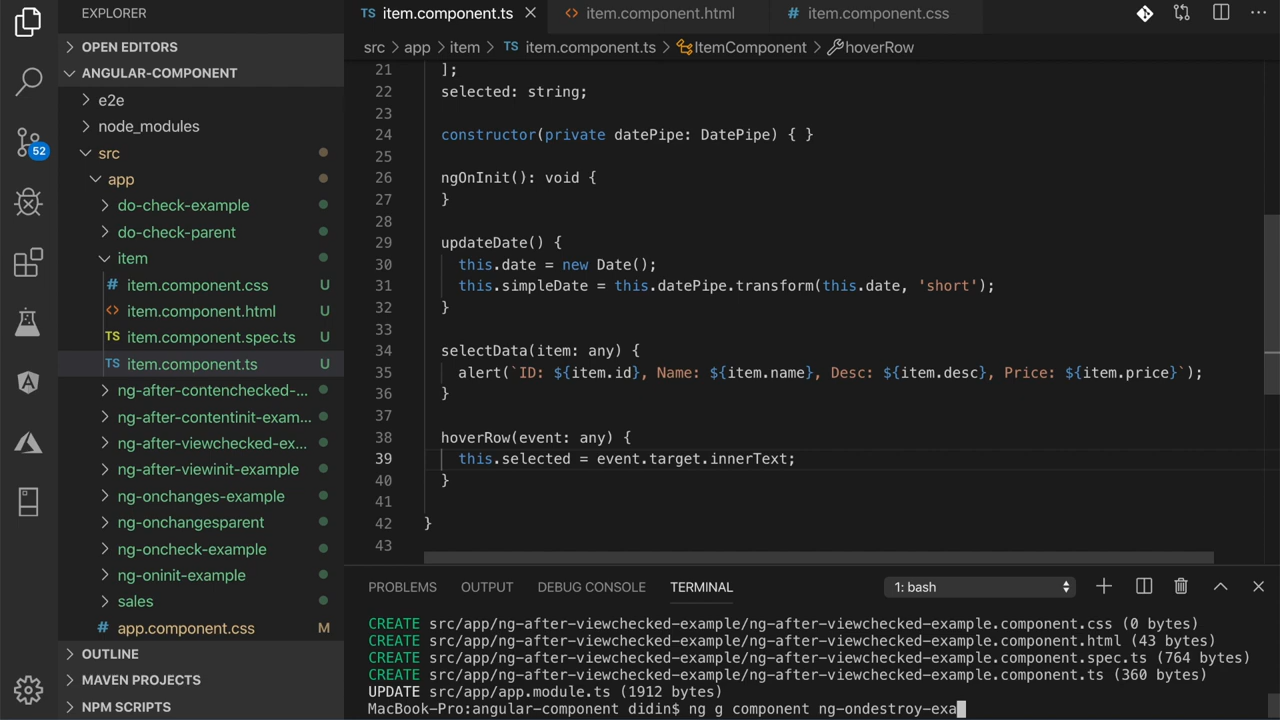 EXPLORER
OPEN EDITORS
ANGULAR-COMPONENT
e2e
node_modules
src
app
do-check-example
do-check-parent
item
# item.component.css U
<> item.component.html U
TS item.component.spec.ts U
TS item.component.ts U
ng-after-contenchecked-...
ng-after-contentinit-exam...
ng-after-viewchecked-ex...
ng-after-viewinit-example
ng-onchanges-example
ng-onchangesparent
ng-oncheck-example
ng-oninit-example
sales
# app.component.css M
OUTLINE
MAVEN PROJECTS
NPM SCRIPTS
52
TS item.component.ts <> item.component.html # item.component.css
src > app > item > TS item.component.ts > ItemComponent > hoverRow
21 ];
22 selected: string;
23
24 constructor(private datePipe: DatePipe) { }
25
26 ngOnInit(): void {
27 }
28
29 updateDate() {
30 this.date = new Date();
31 this.simpleDate = this.datePipe.transform(this.date, 'short');
32 }
33
34 selectData(item: any) {
35 alert(`ID: ${item.id}, Name: ${item.name}, Desc: ${item.desc}, Price: ${item.price}`);
36 }
37
38 hoverRow(event: any) {
39 this.selected = event.target.innerText;
40 }
41
42 }
43
PROBLEMS OUTPUT DEBUG CONSOLE TERMINAL 1: bash
CREATE src/app/ng-after-viewchecked-example/ng-after-viewchecked-example.component.css (0 bytes)
CREATE src/app/ng-after-viewchecked-example/ng-after-viewchecked-example.component.html (43 bytes)
CREATE src/app/ng-after-viewchecked-example/ng-after-viewchecked-example.component.spec.ts (764 bytes)
CREATE src/app/ng-after-viewchecked-example/ng-after-viewchecked-example.component.ts (360 bytes)
UPDATE src/app/app.module.ts (1912 bytes)
MacBook-Pro:angular-component didin$ ng g component ng-ondestroy-exa